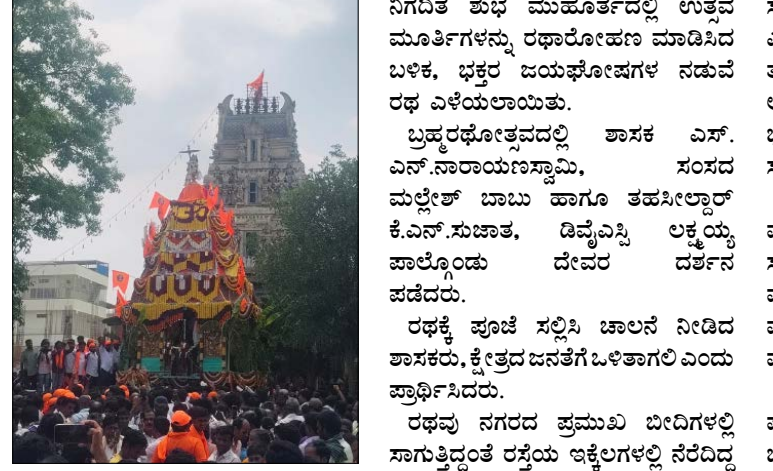 ನಿಗದಿತ ಶುಭ ಮುಹೂರ್ತದಲ್ಲಿ ಉತ್ಸವ
ಮೂರ್ತಿಗಳನ್ನು ರಥಾರೋಹಣ ಮಾಡಿಸಿದ
ಬಳಿಕ, ಭಕ್ತರ ಜಯಘೋಷಗಳ ನಡುವೆ
ರಥ ಎಳೆಯಲಾಯಿತು.
ಬ್ರಹ್ಮರಥೋತ್ಸವದಲ್ಲಿ ಶಾಸಕ ಎಸ್.
ಎನ್.ನಾರಾಯಣಸ್ವಾಮಿ, ಸಂಸದ
ಮಲ್ಲೇಶ್ ಬಾಬು ಹಾಗೂ ತಹಸೀಲ್ದಾರ್
ಕೆ.ಎನ್.ಸುಜಾತ, ಡಿವೈಎಸ್ಪಿ ಲಕ್ಷ್ಮಯ್ಯ
ಪಾಲ್ಗೊಂಡು ದೇವರ ದರ್ಶನ
ಪಡೆದರು.
ರಥಕ್ಕೆ ಪೂಜೆ ಸಲ್ಲಿಸಿ ಚಾಲನೆ ನೀಡಿದ
ಶಾಸಕರು, ಕ್ಷೇತ್ರದ ಜನತೆಗೆ ಒಳಿತಾಗಲಿ ಎಂದು
ಪ್ರಾರ್ಥಿಸಿದರು.
ರಥವು ನಗರದ ಪ್ರಮುಖ ಬೀದಿಗಳಲ್ಲಿ
ಸಾಗುತ್ತಿದ್ದಂತೆ ರಸ್ತೆಯ ಇಕ್ಕೆಲಗಳಲ್ಲಿ ನೆರೆದಿದ್ದ